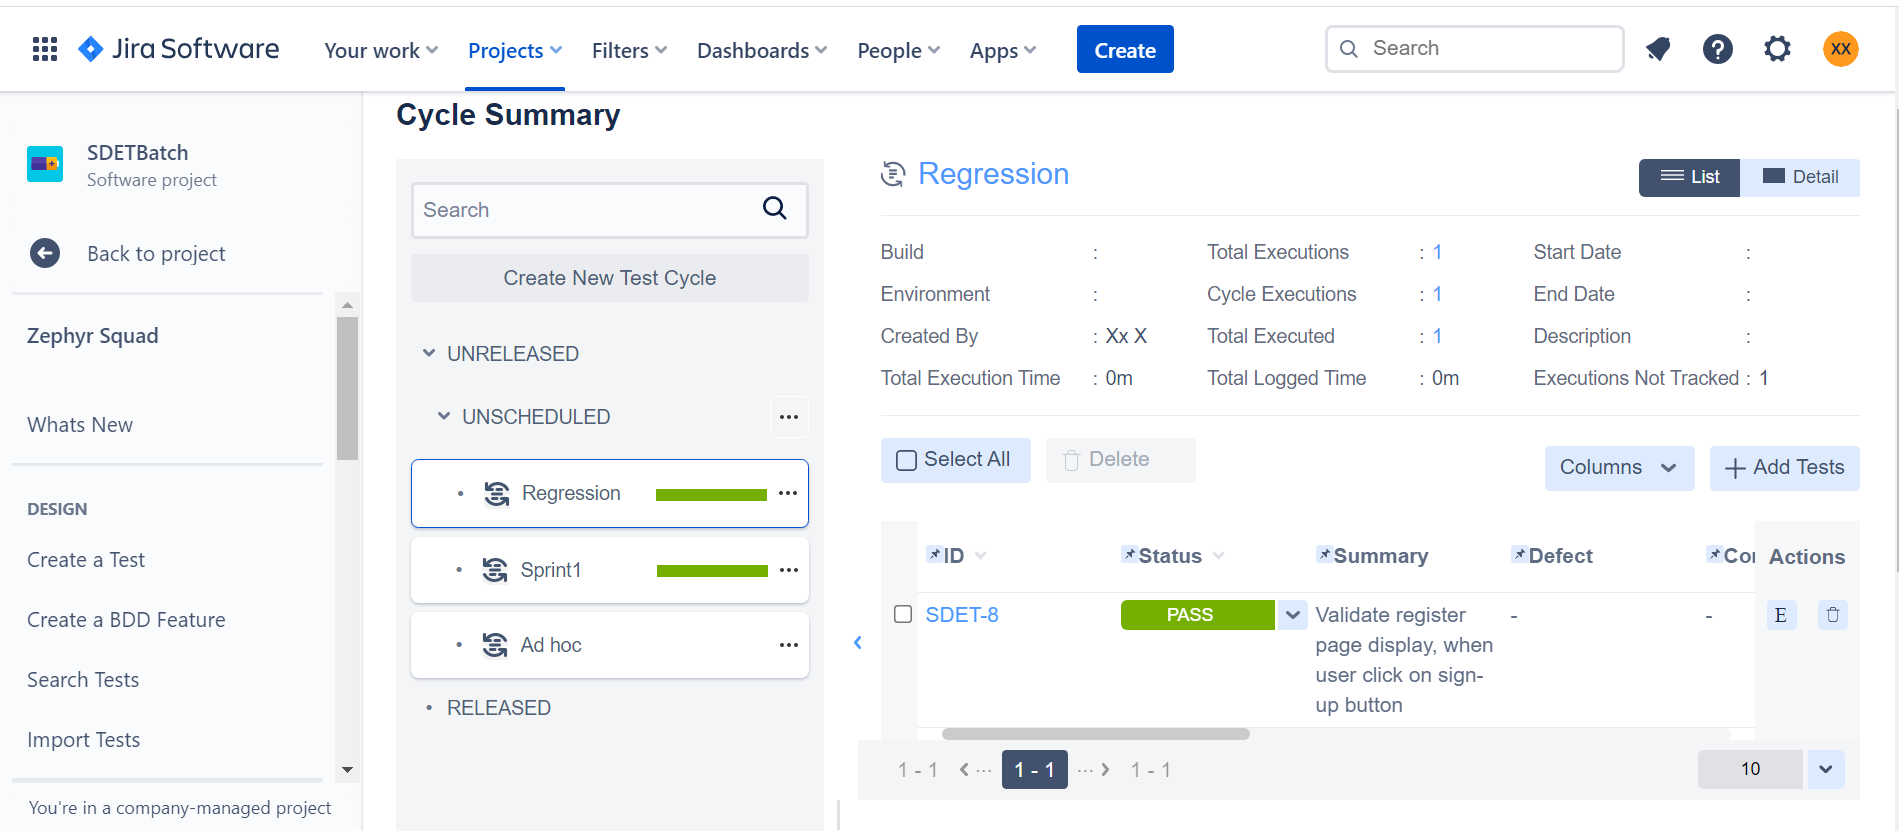 Jira Software Your work Projects Filters Dashboards People Apps Create Search ? XX
SDETBatch
Software project
Back to project
Zephyr Squad
Whats New
DESIGN
Create a Test
Create a BDD Feature
Search Tests
Import Tests
You're in a company-managed project
Cycle Summary
Search
Create New Test Cycle
UNRELEASED
UNSCHEDULED ...
• Regression ...
• Sprint1 ...
• Ad hoc ...
• RELEASED
Regression
List Detail
Build : Total Executions : 1 Start Date :
Environment : Cycle Executions : 1 End Date :
Created By : Xx X Total Executed : 1 Description :
Total Execution Time : 0m Total Logged Time : 0m Executions Not Tracked : 1
Select All Delete Columns + Add Tests
ID Status Summary Defect Actions
SDET-8 PASS Validate register - - E
page display, when
user click on sign-
up button
1 - 1 ... 1 - 1 ... 1 - 1 10